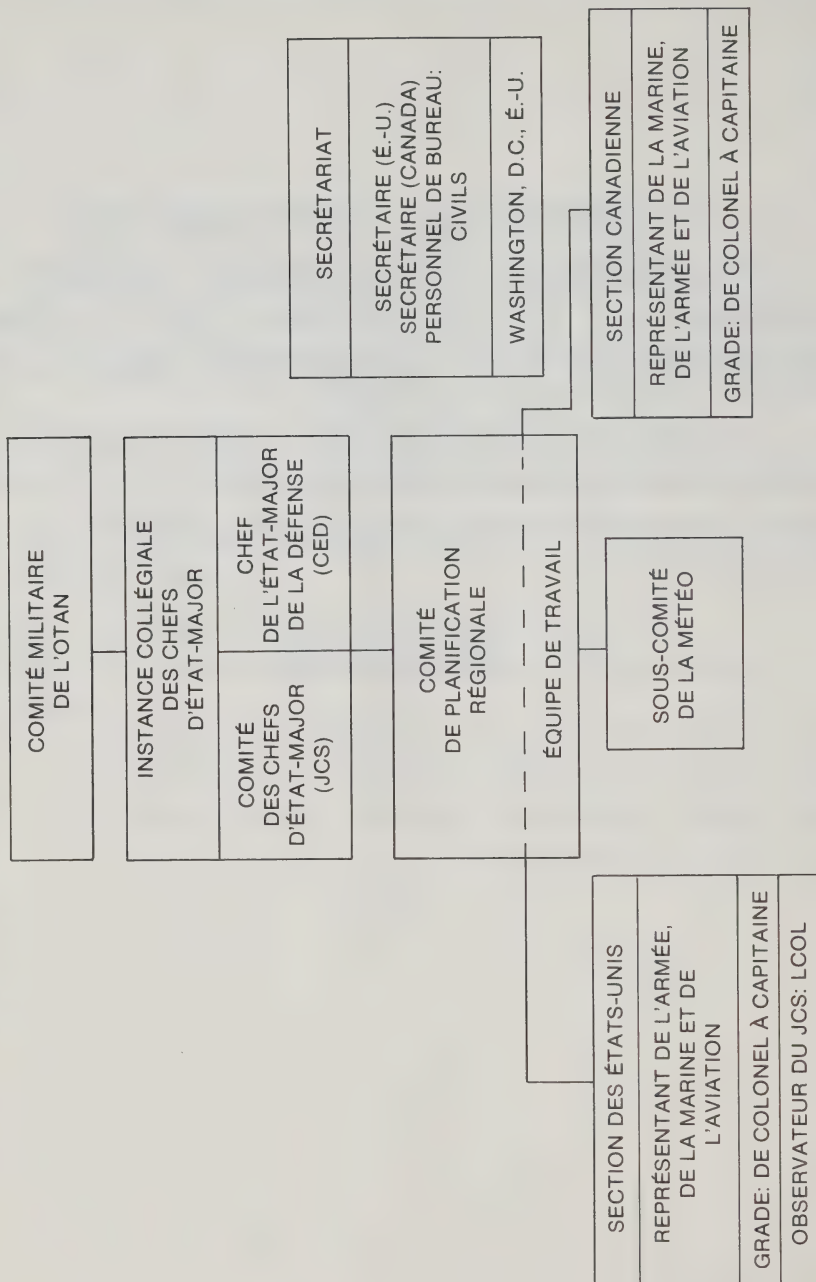 COMITÉ MILITAIRE
DE L'OTAN
INSTANCE COLLÉGIALE
DES CHEFS
D'ÉTAT-MAJOR
COMITÉ
DES CHEFS
D'ÉTAT-MAJOR
(JCS)
CHEF
DE L'ÉTAT-MAJOR
DE LA DÉFENSE
(CED)
SECRÉTARIAT
SECRÉTAIRE (É.-U.)
SECRÉTAIRE (CANADA)
PERSONNEL DE BUREAU:
CIVILS
WASHINGTON, D.C., É.-U.
COMITÉ
DE PLANIFICATION
RÉGIONALE
ÉQUIPE DE TRAVAIL
SECTION DES ÉTATS-UNIS
REPRÉSENTANT DE L'ARMÉE,
DE LA MARINE ET DE
L'AVIATION
GRADE: DE COLONEL À CAPITAINE
OBSERVATEUR DU JCS: LCOL
SOUS-COMITÉ
DE LA MÉTÉO
SECTION CANADIENNE
REPRÉSENTANT DE LA MARINE,
DE L'ARMÉE ET DE L'AVIATION
GRADE: DE COLONEL À CAPITAINE